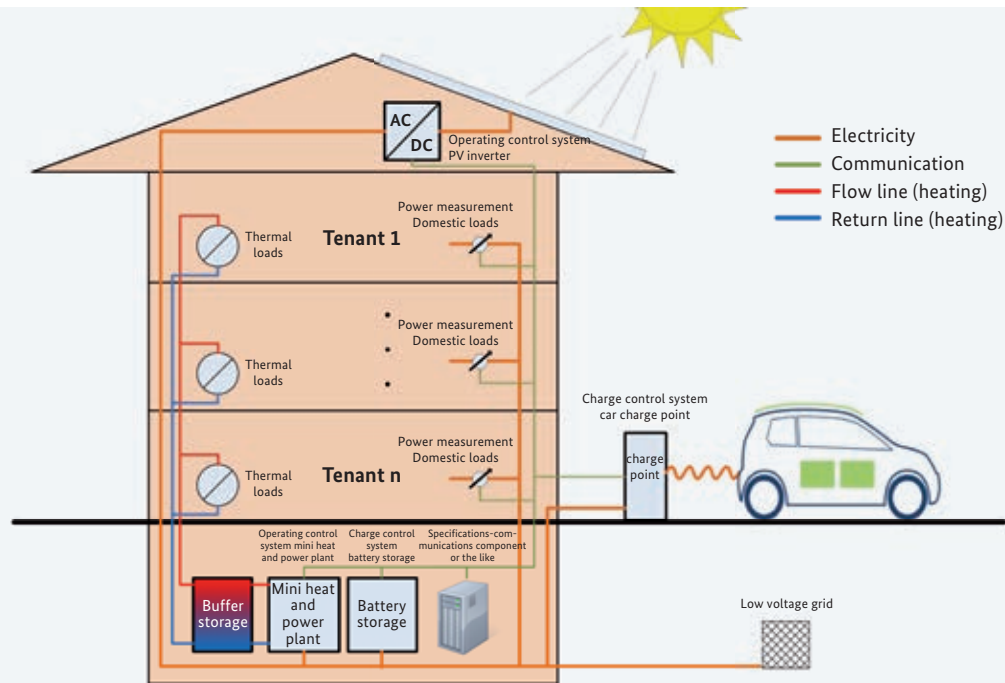 AC
DC
Operating control system
PV inverter
Electricity
Communication
Flow line (heating)
Return line (heating)
Power measurement
Domestic loads
Thermal
loads
Tenant 1
Power measurement
Domestic loads
Thermal
loads
Charge control system
car charge point
Power measurement
Domestic loads
Thermal
loads
Tenant n
charge
point
Operating control
system mini heat
and power plant
Charge control
system
battery storage
Specifications-com-
munications component
or the like
Buffer
storage
Mini heat
and
power
plant
Battery
storage
Low voltage grid